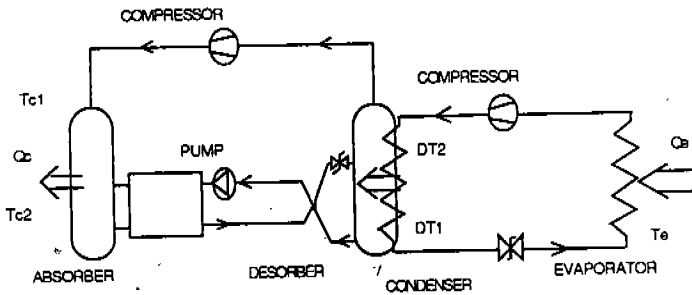 COMPRESSOR
COMPRESSOR
Tc1
Qc
PUMP
DT2
Qe
Tc2
DT1
Te
ABSORBER
DESORBER
CONDENSER
EVAPORATOR